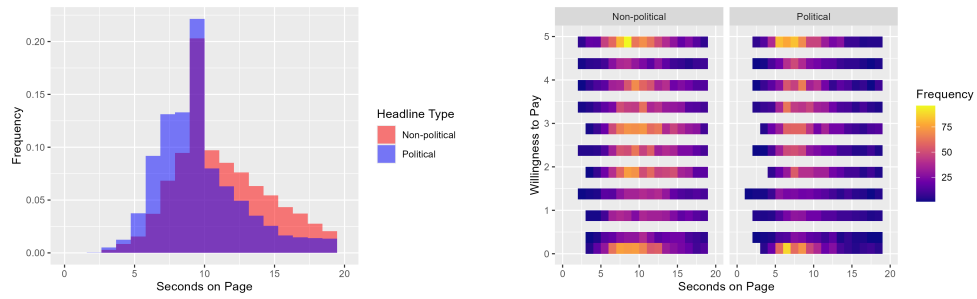 Frequency
0.20
0.15
0.10
0.05
0.00
0 5 10 15 20
Seconds on Page
Headline Type
Non-political
Political
Non-political Political
Willingness to Pay
5
4
3
2
1
0
0 5 10 15 20 0 5 10 15 20
Seconds on Page
Frequency
75
50
25